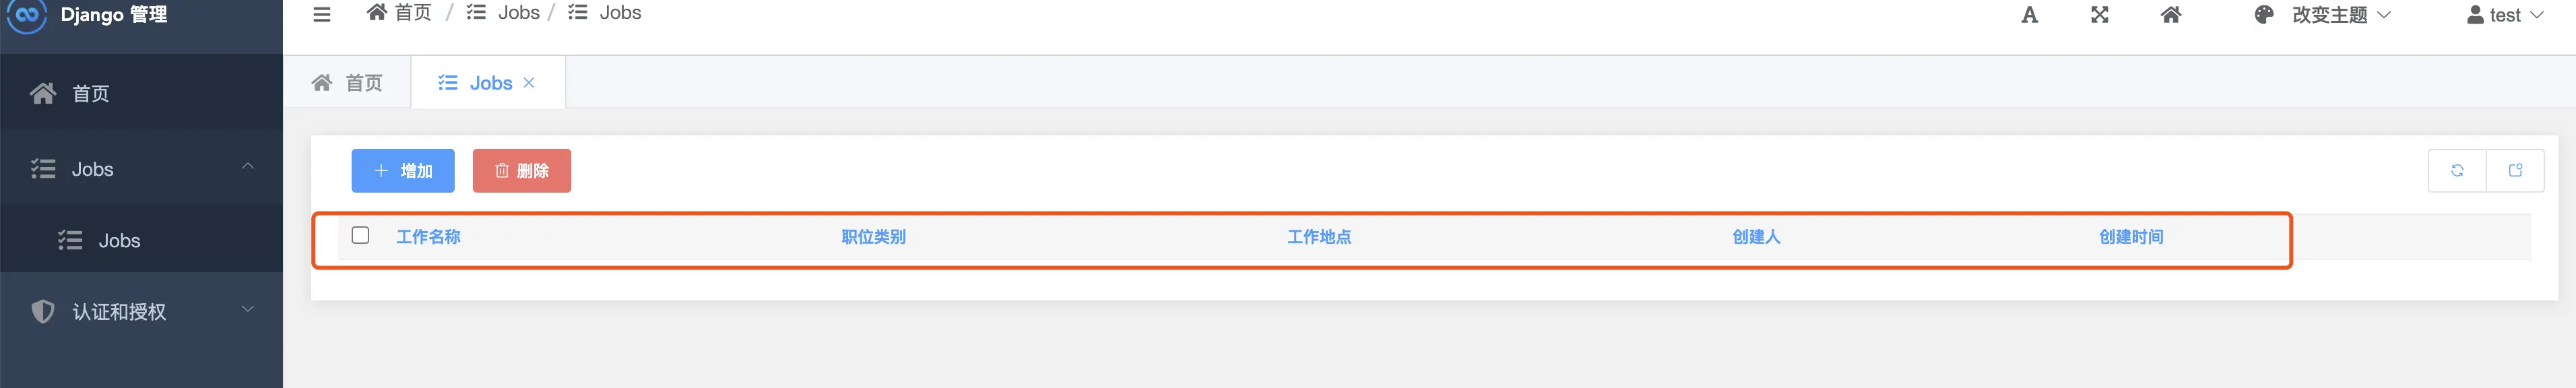 Django 管理
首页 / Jobs / Jobs
A 改变主题 test
首页
Jobs
Jobs
认证和授权
首页 Jobs ×
+ 增加 删除
工作名称 职位类别 工作地点 创建人 创建时间